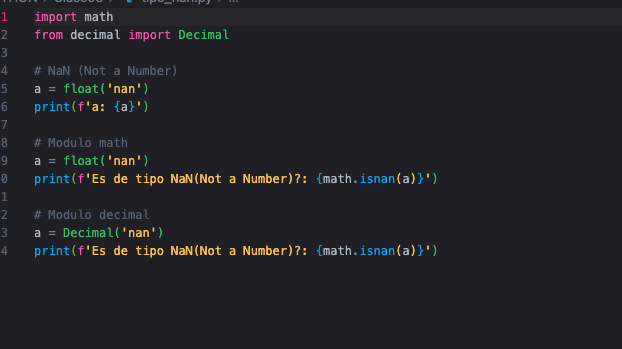 tipo_nan.py
1 import math
2 from decimal import Decimal
3
4 # NaN (Not a Number)
5 a = float('nan')
6 print(f'a: {a}')
7
8 # Modulo math
9 a = float('nan')
0 print(f'Es de tipo NaN(Not a Number)?: {math.isnan(a)}')
1
2 # Modulo decimal
3 a = Decimal('nan')
4 print(f'Es de tipo NaN(Not a Number)?: {math.isnan(a)}')